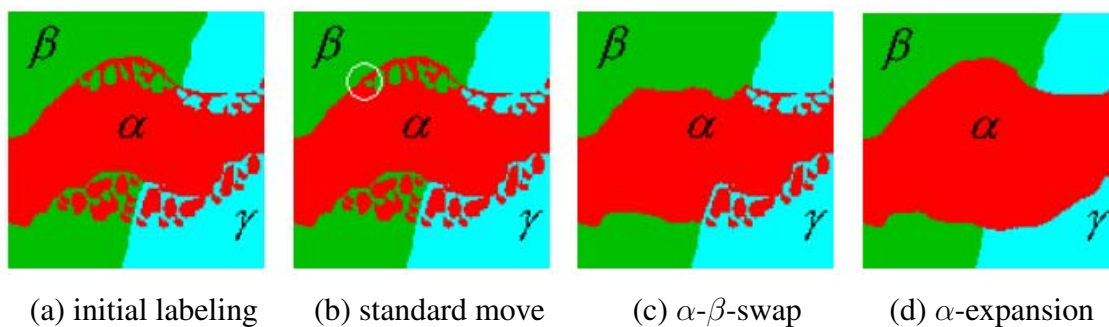 β β β β
α α α α
γ γ γ γ
(a) initial labeling (b) standard move (c) α-β-swap (d) α-expansion